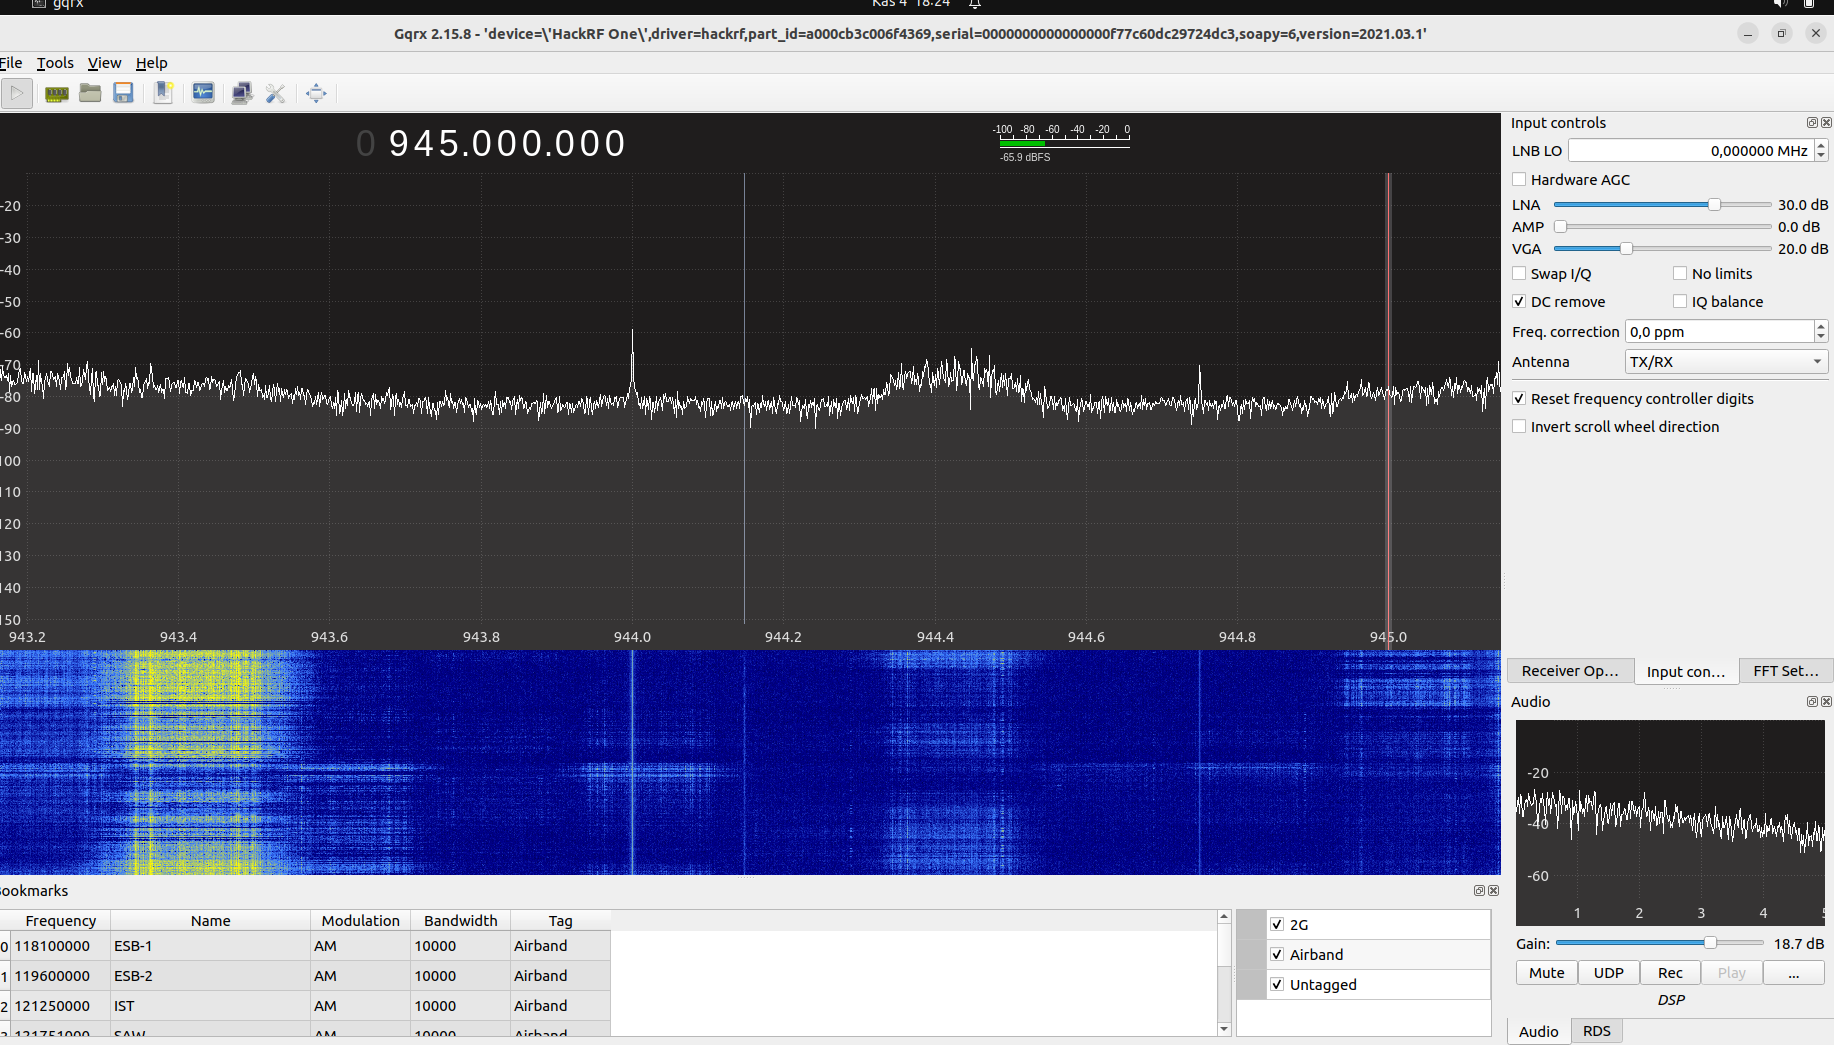 gqrx
Kas 4 18:24
Gqrx 2.15.8 - 'device=\'HackRF One\',driver=hackrf,part_id=a000cb3c006f4369,serial=0000000000000000f77c60dc29724dc3,soapy=6,version=2021.03.1'
File Tools View Help
0 945.000.000
-100 -80 -60 -40 -20 0
-65.9 dBFS
-20
-30
-40
-50
-60
-70
-80
-90
100
110
120
130
140
150
943.2 943.4 943.6 943.8 944.0 944.2 944.4 944.6 944.8 945.0
Input controls
LNB LO 0,000000 MHz
Hardware AGC
LNA 30.0 dB
AMP 0.0 dB
VGA 20.0 dB
Swap I/Q No limits
DC remove IQ balance
Freq. correction 0,0 ppm
Antenna TX/RX
Reset frequency controller digits
Invert scroll wheel direction
Receiver Op... Input con... FFT Set...
Audio
-20
-40
-60
1 2 3 4 5
Gain: 18.7 dB
Mute UDP Rec Play ...
DSP
Audio RDS
Bookmarks
Frequency Name Modulation Bandwidth Tag
0 118100000 ESB-1 AM 10000 Airband
1 119600000 ESB-2 AM 10000 Airband
2 121250000 IST AM 10000 Airband
3 121751000 SAW AM 10000 Airband
2G
Airband
Untagged